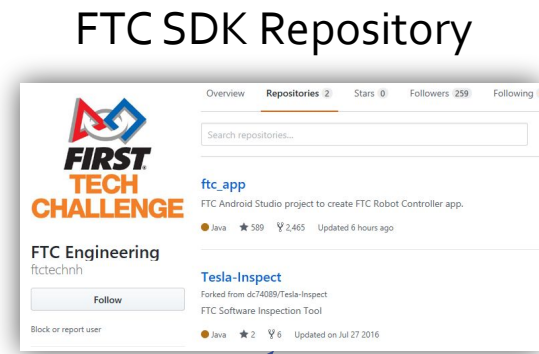 FTC SDK Repository
Overview Repositories 2 Stars 0 Followers 259 Following
Search repositories...
FIRST
TECH
CHALLENGE
FTC Engineering
ftctechnh
Follow
Block or report user
ftc_app
FTC Android Studio project to create FTC Robot Controller app.
Java 589 2,465 Updated 6 hours ago
Tesla-Inspect
Forked from dc74089/Tesla-Inspect
FTC Software Inspection Tool
Java 2 6 Updated on Jul 27 2016